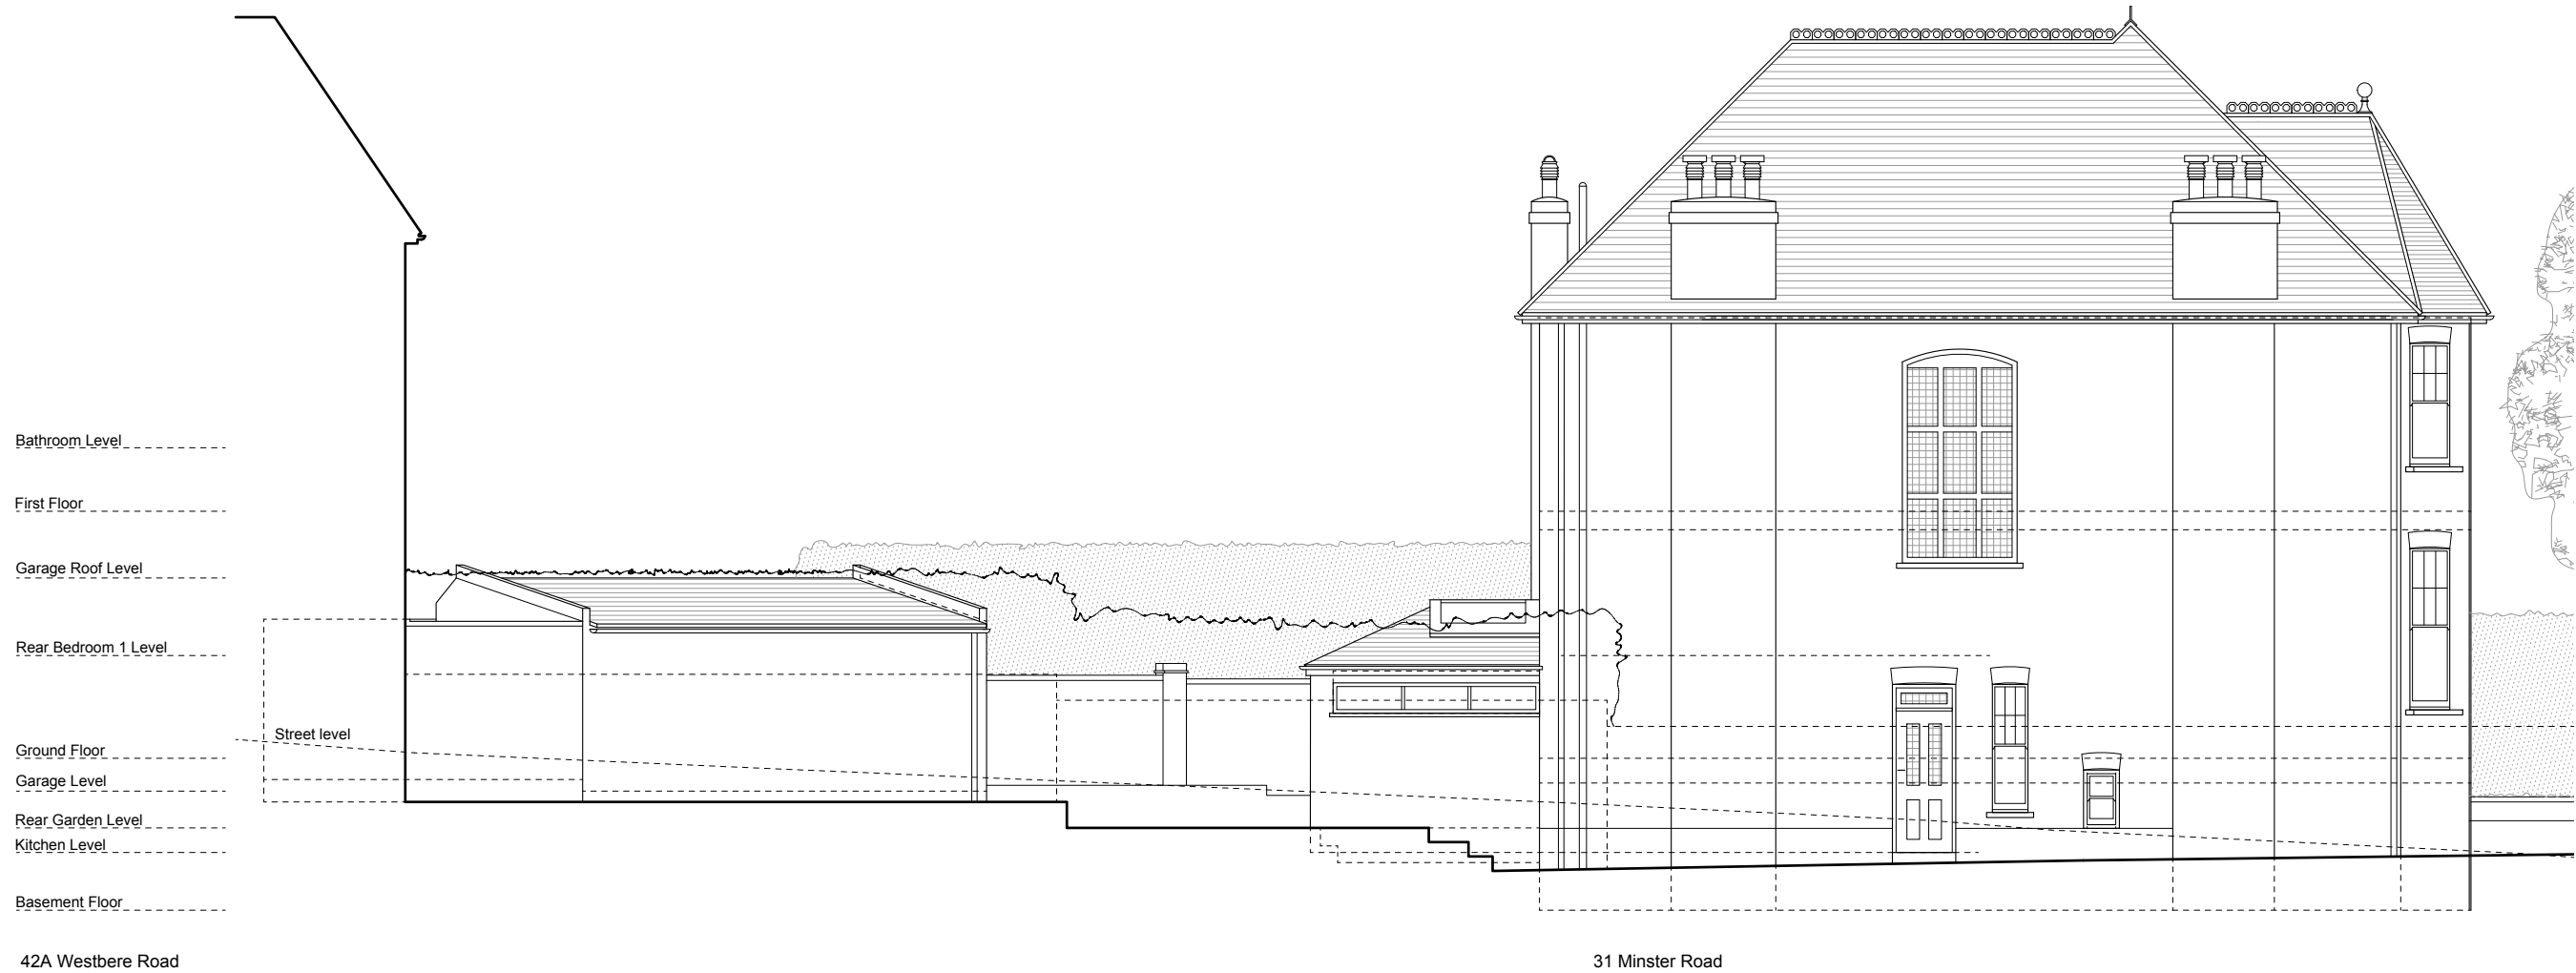 Bathroom Level
First Floor
Garage Roof Level
Rear Bedroom 1 Level
Street level
Ground Floor
Garage Level
Rear Garden Level
Kitchen Level
Basement Floor
42A Westbere Road
31 Minster Road